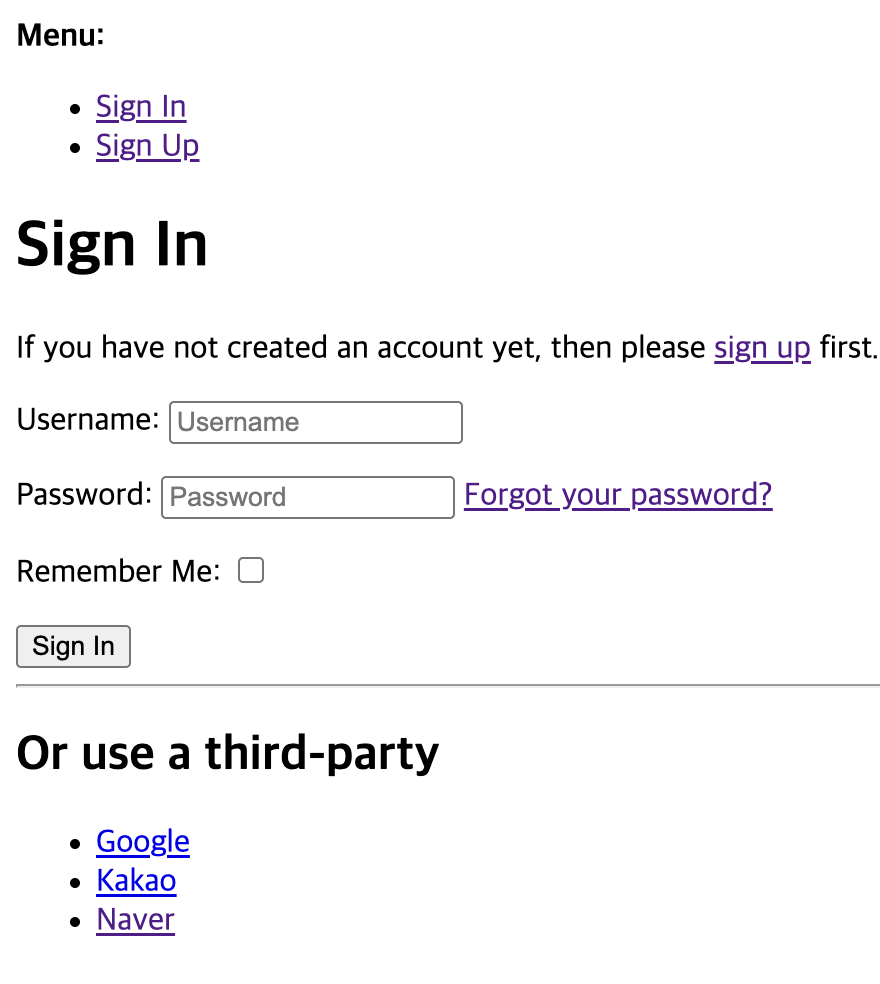 Menu:
Sign In
Sign Up
Sign In
If you have not created an account yet, then please sign up first.
Username: Username
Password: Password Forgot your password?
Remember Me:
Sign In
Or use a third-party
Google
Kakao
Naver